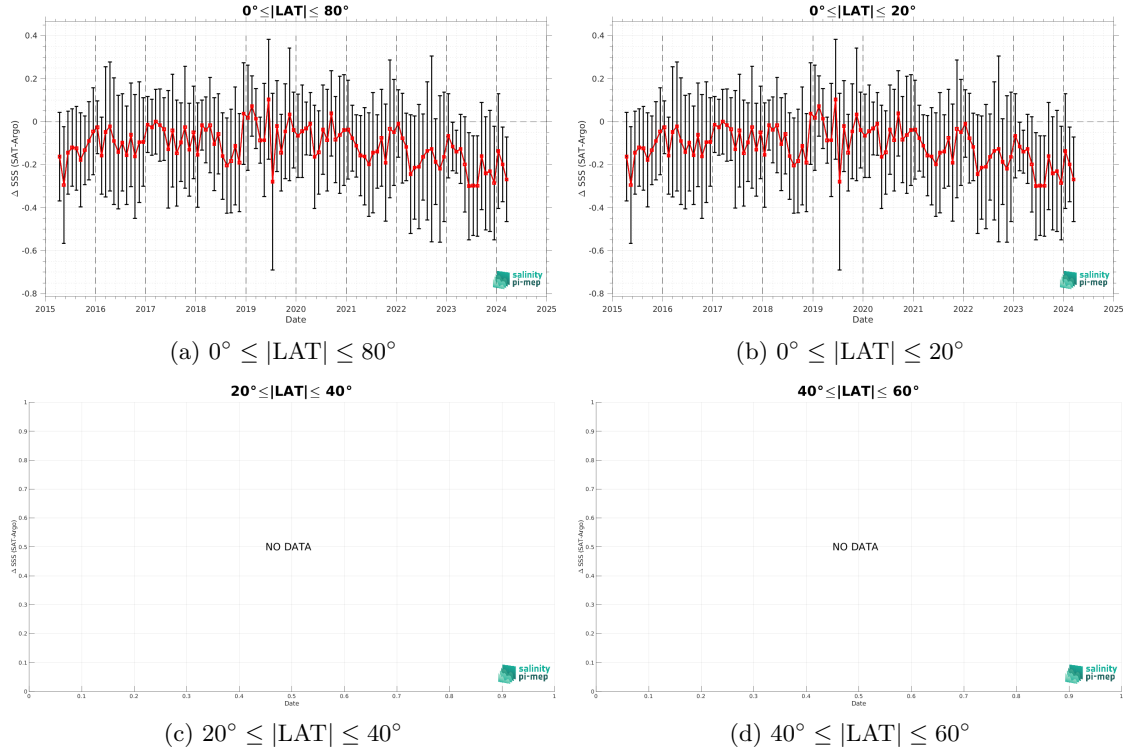 0°≤|LAT|≤ 80°
0.4
0.2
0
-0.2
-0.4
-0.6
-0.8
Δ SSS (SAT-Argo)
2015 2016 2017 2018 2019 2020 2021 2022 2023 2024 2025
Date
salinity
pi-mep
(a) 0° ≤ |LAT| ≤ 80°
0°≤|LAT|≤ 20°
0.4
0.2
0
-0.2
-0.4
-0.6
-0.8
Δ SSS (SAT-Argo)
2015 2016 2017 2018 2019 2020 2021 2022 2023 2024 2025
Date
salinity
pi-mep
(b) 0° ≤ |LAT| ≤ 20°
20°≤|LAT|≤ 40°
1
0.9
0.8
0.7
0.6
0.5
0.4
0.3
0.2
0.1
0
Δ SSS (SAT-Argo)
NO DATA
0 0.1 0.2 0.3 0.4 0.5 0.6 0.7 0.8 0.9 1
Date
salinity
pi-mep
(c) 20° ≤ |LAT| ≤ 40°
40°≤|LAT|≤ 60°
1
0.9
0.8
0.7
0.6
0.5
0.4
0.3
0.2
0.1
0
Δ SSS (SAT-Argo)
NO DATA
0 0.1 0.2 0.3 0.4 0.5 0.6 0.7 0.8 0.9 1
Date
salinity
pi-mep
(d) 40° ≤ |LAT| ≤ 60°